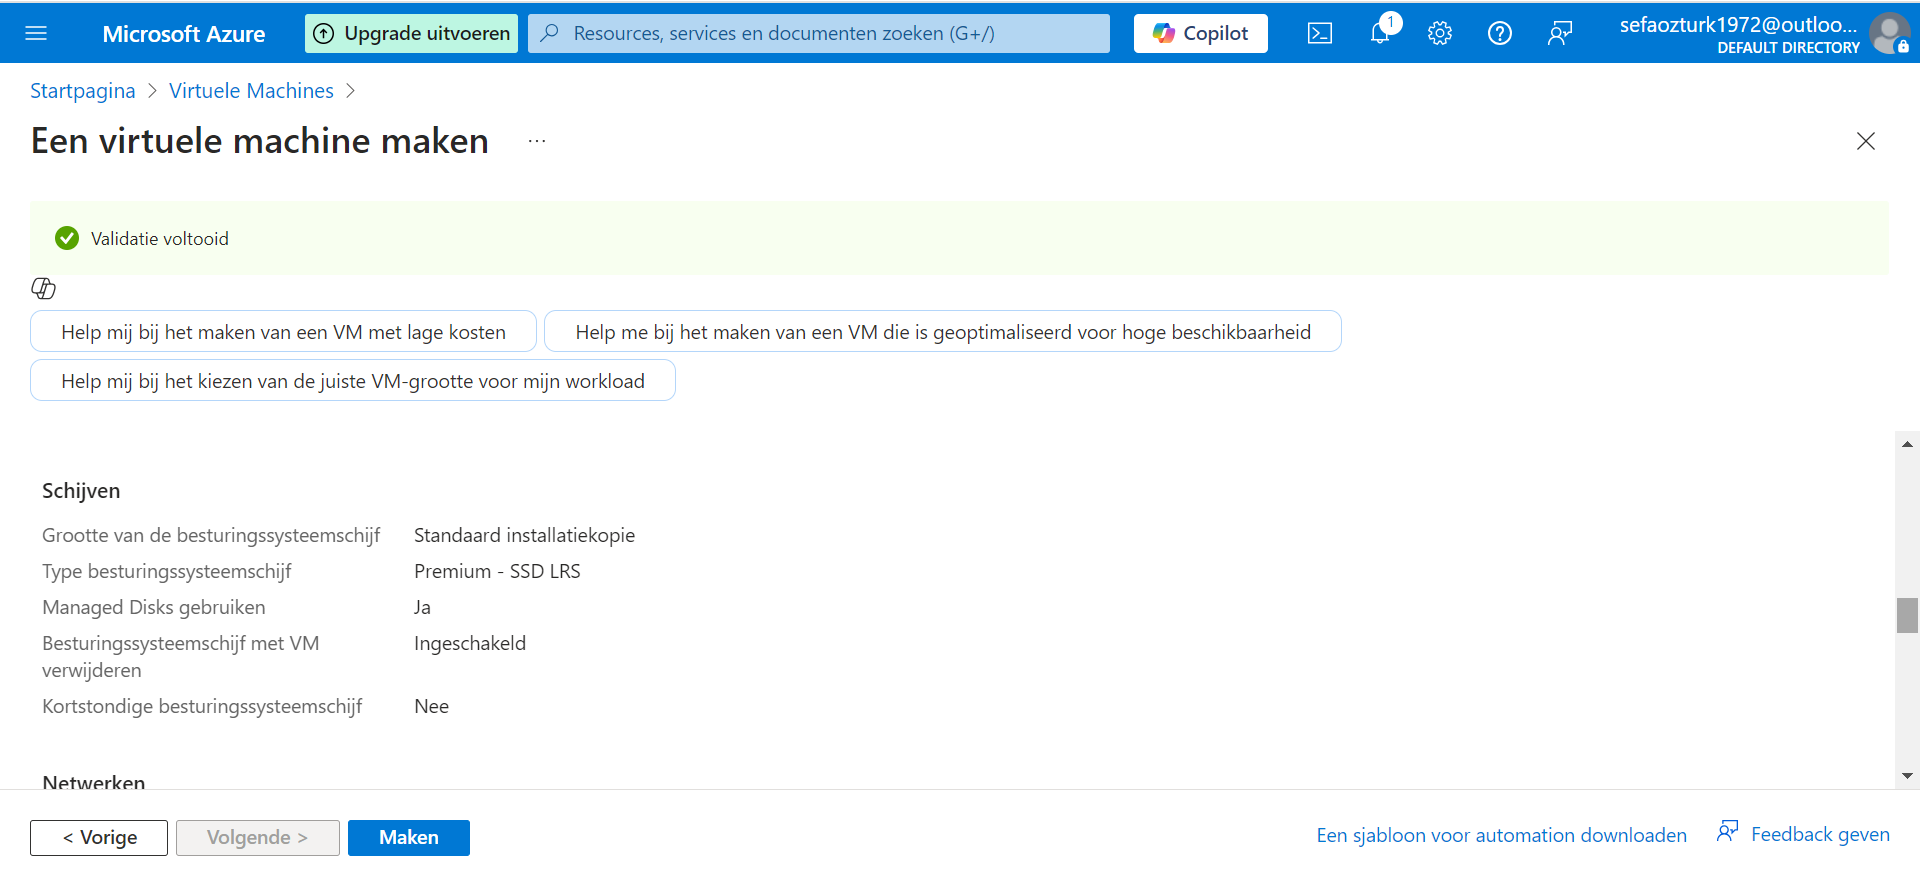 Microsoft Azure
Upgrade uitvoeren
Resources, services en documenten zoeken (G+/)
Copilot
1
sefaozturk1972@outloo...
DEFAULT DIRECTORY
Startpagina > Virtuele Machines >
Een virtuele machine maken ...
Validatie voltooid
Help mij bij het maken van een VM met lage kosten
Help me bij het maken van een VM die is geoptimaliseerd voor hoge beschikbaarheid
Help mij bij het kiezen van de juiste VM-grootte voor mijn workload
Schijven
Grootte van de besturingssysteemschijf Standaard installatiekopie
Type besturingssysteemschijf Premium - SSD LRS
Managed Disks gebruiken Ja
Besturingssysteemschijf met VM Ingeschakeld
verwijderen
Kortstondige besturingssysteemschijf Nee
Netwerken
< Vorige
Volgende >
Maken
Een sjabloon voor automation downloaden
Feedback geven